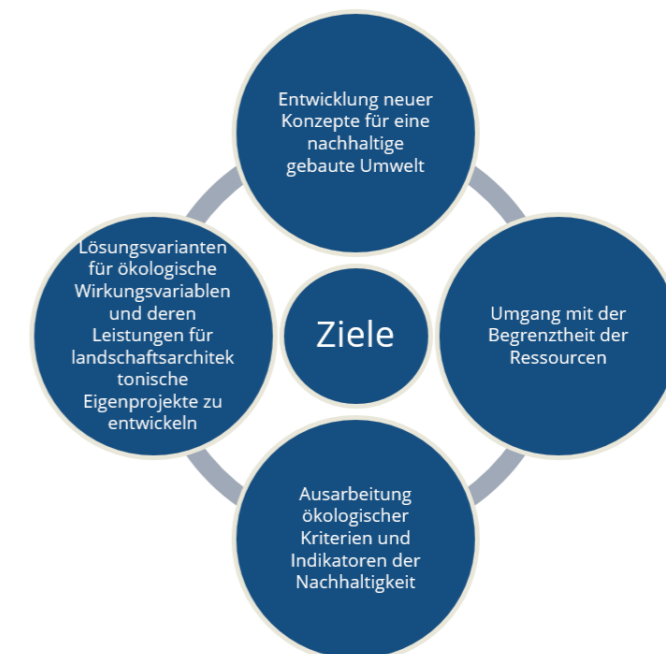 Entwicklung neuer
Konzepte für eine
nachhaltige
gebaute Umwelt
Lösungsvarianten
für ökologische
Wirkungsvariablen
und deren
Leistungen für
landschaftsarchitek
tonische
Eigenprojekte zu
entwickeln
Ziele
Umgang mit der
Begrenztheit der
Ressourcen
Ausarbeitung
ökologischer
Kriterien und
Indikatoren der
Nachhaltigkeit